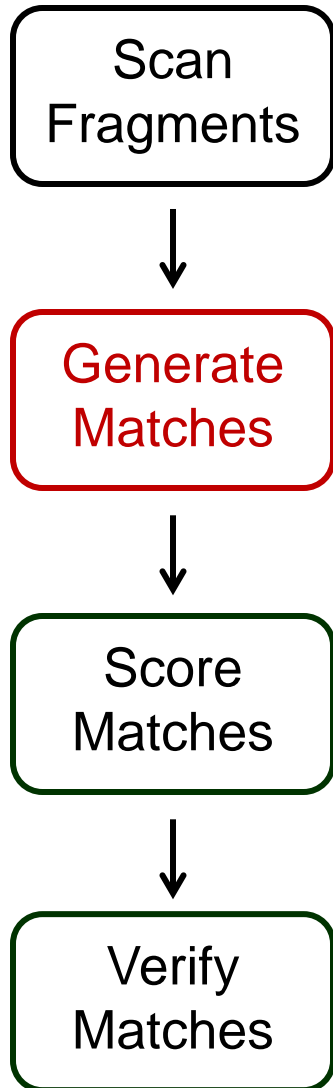 Scan
Fragments
Generate
Matches
Score
Matches
Verify
Matches